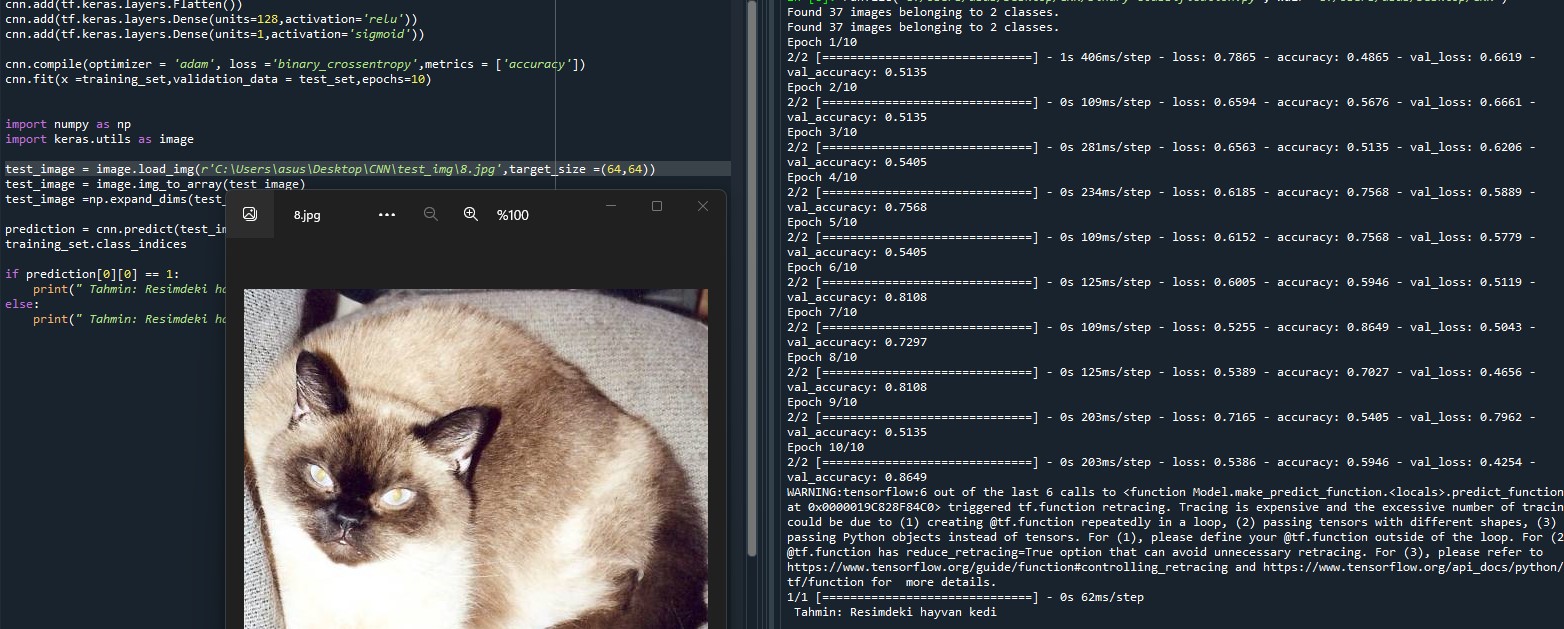 cnn.add(tf.keras.layers.Flatten())
cnn.add(tf.keras.layers.Dense(units=128,activation='relu'))
cnn.add(tf.keras.layers.Dense(units=1,activation='sigmoid'))
cnn.compile(optimizer = 'adam', loss ='binary_crossentropy',metrics = ['accuracy'])
cnn.fit(x =training_set,validation_data = test_set,epochs=10)
import numpy as np
import keras.utils as image
test_image = image.load_img(r'C:\Users\asus\Desktop\CNN\test_img\8.jpg',target_size =(64,64))
test_image = image.img_to_array(test_image)
test_image =np.expand_dims(test_
prediction = cnn.predict(test_im
training_set.class_indices
if prediction[0][0] == 1:
print(" Tahmin: Resimdeki ha
else:
print(" Tahmin: Resimdeki ha
8.jpg
%100
Found 37 images belonging to 2 classes.
Found 37 images belonging to 2 classes.
Epoch 1/10
2/2 [==============================] - 1s 406ms/step - loss: 0.7865 - accuracy: 0.4865 - val_loss: 0.6619 -
val_accuracy: 0.5135
Epoch 2/10
2/2 [==============================] - 0s 109ms/step - loss: 0.6594 - accuracy: 0.5676 - val_loss: 0.6661 -
val_accuracy: 0.5135
Epoch 3/10
2/2 [==============================] - 0s 281ms/step - loss: 0.6563 - accuracy: 0.5135 - val_loss: 0.6206 -
val_accuracy: 0.5405
Epoch 4/10
2/2 [==============================] - 0s 234ms/step - loss: 0.6185 - accuracy: 0.7568 - val_loss: 0.5889 -
val_accuracy: 0.7568
Epoch 5/10
2/2 [==============================] - 0s 109ms/step - loss: 0.6152 - accuracy: 0.7568 - val_loss: 0.5779 -
val_accuracy: 0.5405
Epoch 6/10
2/2 [==============================] - 0s 125ms/step - loss: 0.6005 - accuracy: 0.5946 - val_loss: 0.5119 -
val_accuracy: 0.8108
Epoch 7/10
2/2 [==============================] - 0s 109ms/step - loss: 0.5255 - accuracy: 0.8649 - val_loss: 0.5043 -
val_accuracy: 0.7297
Epoch 8/10
2/2 [==============================] - 0s 125ms/step - loss: 0.5389 - accuracy: 0.7027 - val_loss: 0.4656 -
val_accuracy: 0.8108
Epoch 9/10
2/2 [==============================] - 0s 203ms/step - loss: 0.7165 - accuracy: 0.5405 - val_loss: 0.7962 -
val_accuracy: 0.5135
Epoch 10/10
2/2 [==============================] - 0s 203ms/step - loss: 0.5386 - accuracy: 0.5946 - val_loss: 0.4254 -
val_accuracy: 0.8649
WARNING:tensorflow:6 out of the last 6 calls to <function Model.make_predict_function.<locals>.predict_function
at 0x0000019C828F84C0> triggered tf.function retracing. Tracing is expensive and the excessive number of tracin
could be due to (1) creating @tf.function repeatedly in a loop, (2) passing tensors with different shapes, (3)
passing Python objects instead of tensors. For (1), please define your @tf.function outside of the loop. For (2
@tf.function has reduce_retracing=True option that can avoid unnecessary retracing. For (3), please refer to
https://www.tensorflow.org/guide/function#controlling_retracing and https://www.tensorflow.org/api_docs/python/
tf/function for  more details.
1/1 [==============================] - 0s 62ms/step
Tahmin: Resimdeki hayvan kedi